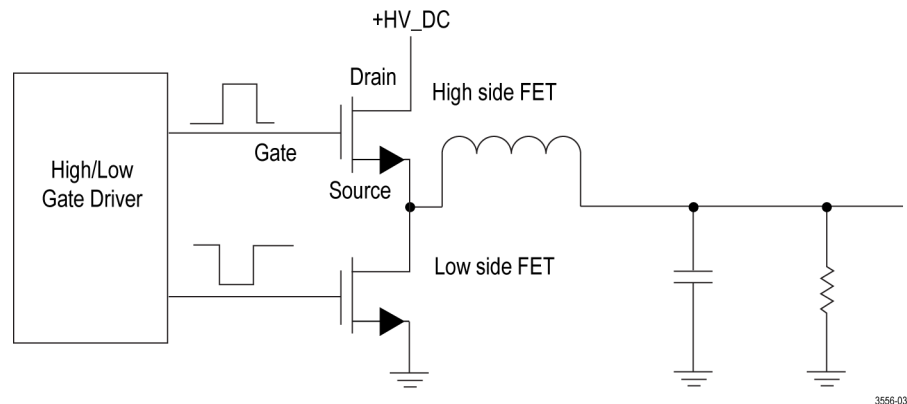 +HV_DC
Drain
High side FET
Gate
High/Low
Gate Driver
Source
Low side FET
3556-03